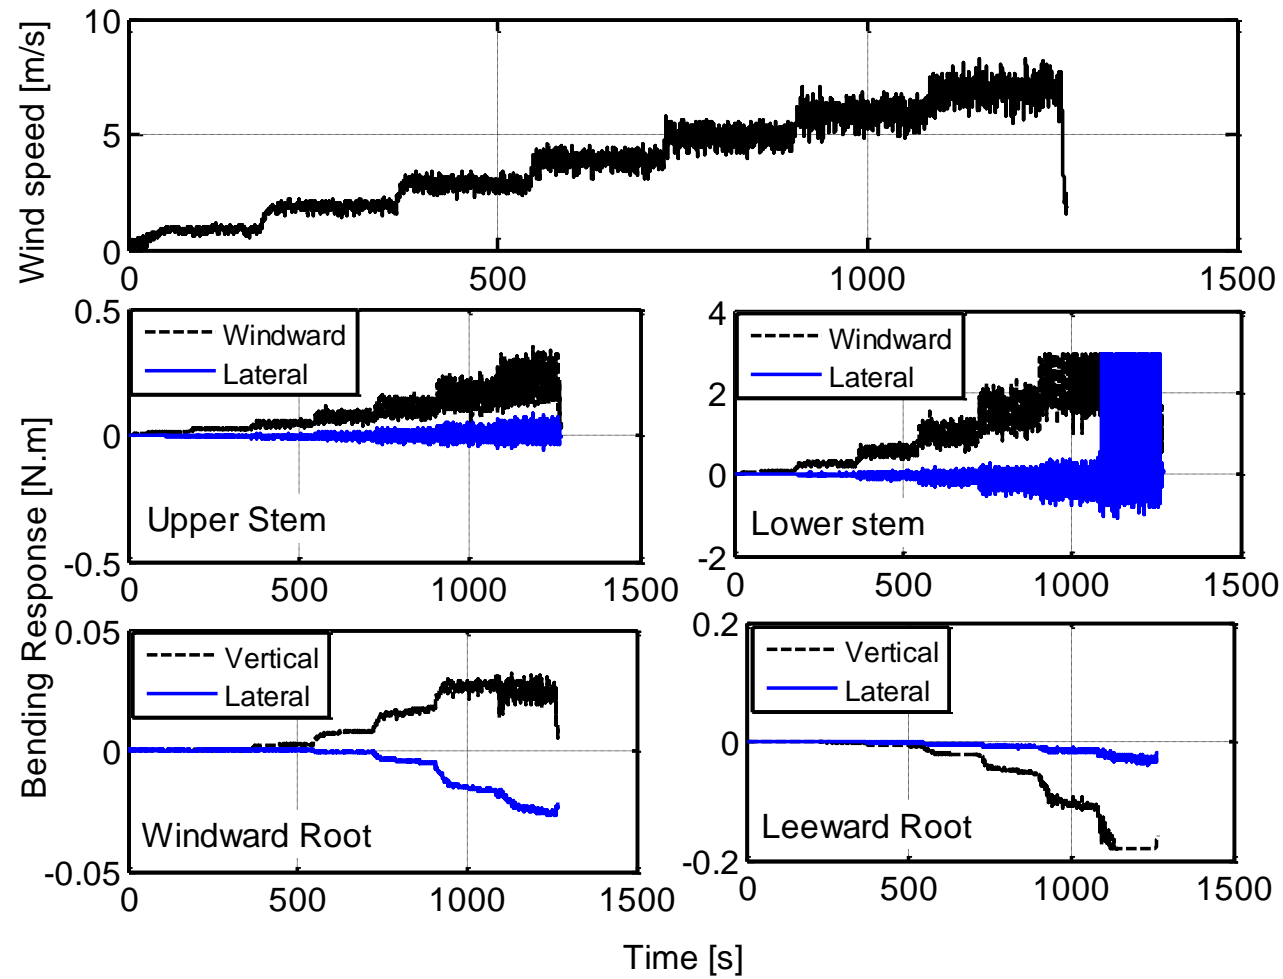 Wind speed [m/s]
10
5
0
0 500 1000 1500
Bending Response [N.m]
0.5
0
-0.5
Windward
Lateral
Upper Stem
0 500 1000 1500
4
2
0
-2
Windward
Lateral
Lower stem
0 500 1000 1500
0.05
0
-0.05
Vertical
Lateral
Windward Root
0 500 1000 1500
0.2
0
-0.2
Vertical
Lateral
Leeward Root
0 500 1000 1500
Time [s]